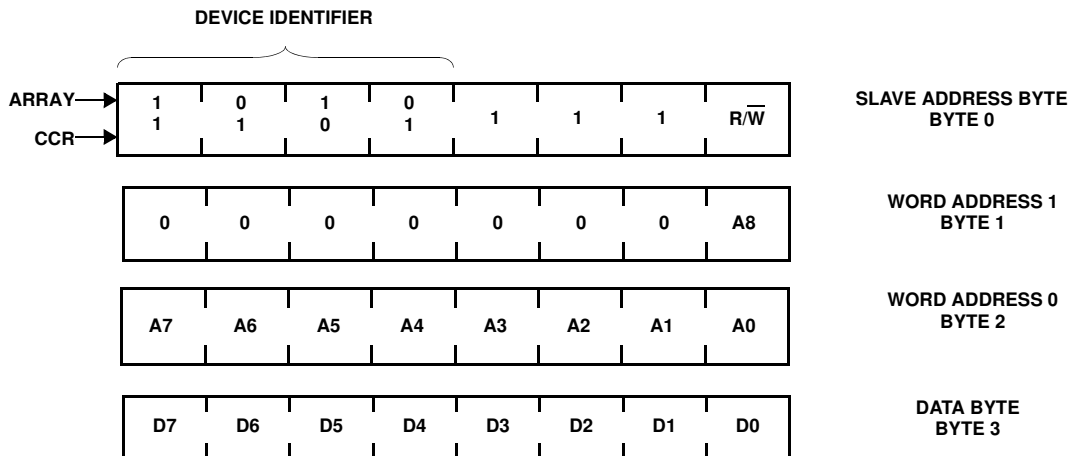 DEVICE IDENTIFIER
ARRAY
CCR
1 0 1 0
1 1 0 1
1 1 1 R/W̅
SLAVE ADDRESS BYTE
BYTE 0
0 0 0 0 0 0 0 A8
WORD ADDRESS 1
BYTE 1
A7 A6 A5 A4 A3 A2 A1 A0
WORD ADDRESS 0
BYTE 2
D7 D6 D5 D4 D3 D2 D1 D0
DATA BYTE
BYTE 3